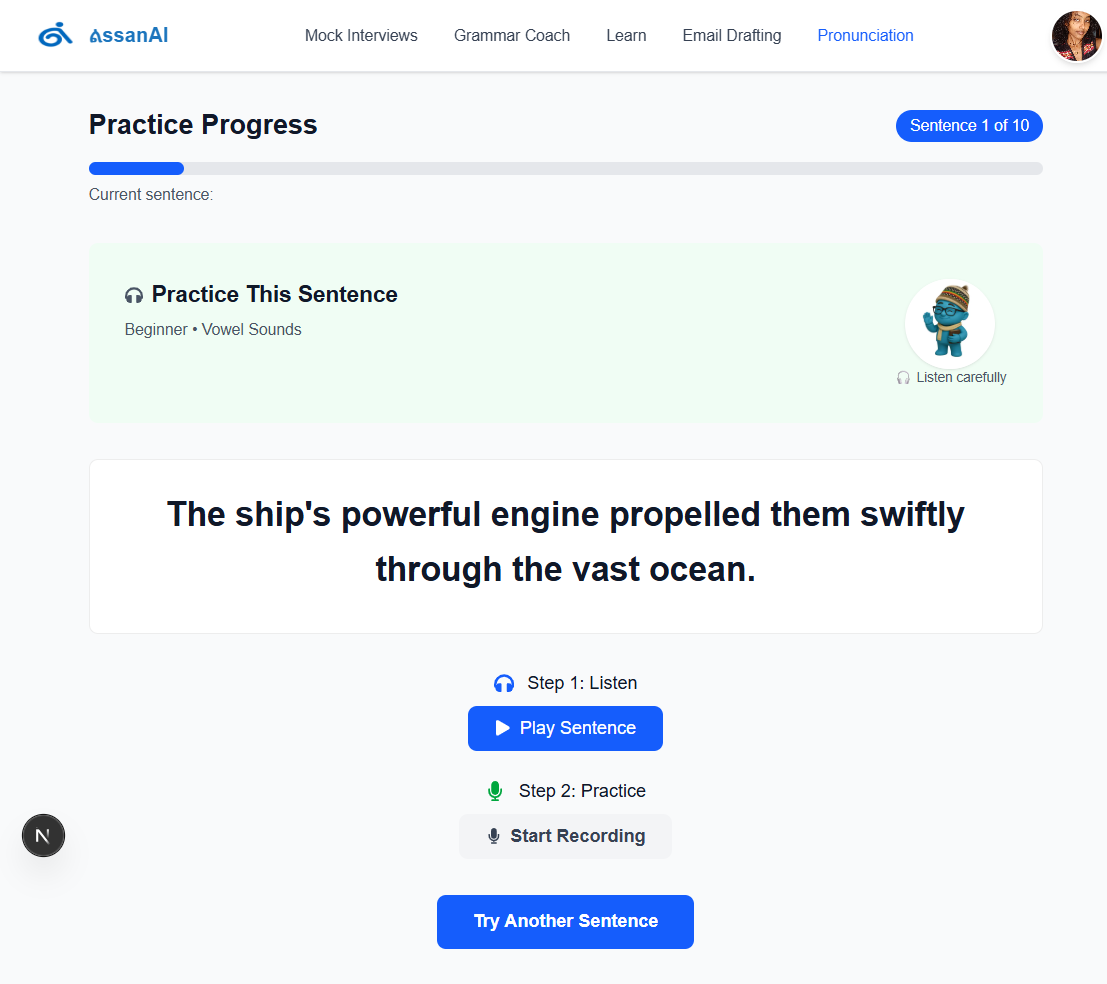 ለssanAI
Mock Interviews
Grammar Coach
Learn
Email Drafting
Pronunciation
Practice Progress
Sentence 1 of 10
Current sentence:
Practice This Sentence
Beginner • Vowel Sounds
Listen carefully
The ship's powerful engine propelled them swiftly
through the vast ocean.
Step 1: Listen
Play Sentence
Step 2: Practice
Start Recording
N
Try Another Sentence